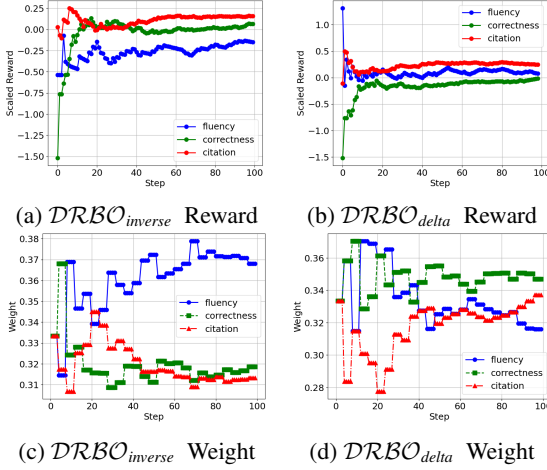 0.25
0.00
−0.25
−0.50
−0.75
−1.00
−1.25
−1.50
Scaled Reward
0 20 40 60 80 100
Step
fluency
correctness
citation
1.0
0.5
0.0
−0.5
−1.0
−1.5
Scaled Reward
0 20 40 60 80 100
Step
fluency
correctness
citation
(a) DRBO_inverse Reward
(b) DRBO_delta Reward
0.38
0.37
0.36
0.35
0.34
0.33
0.32
0.31
Weight
0 20 40 60 80 100
Step
fluency
correctness
citation
0.36
0.34
0.32
0.30
0.28
Weight
0 20 40 60 80 100
Step
fluency
correctness
citation
(c) DRBO_inverse Weight
(d) DRBO_delta Weight